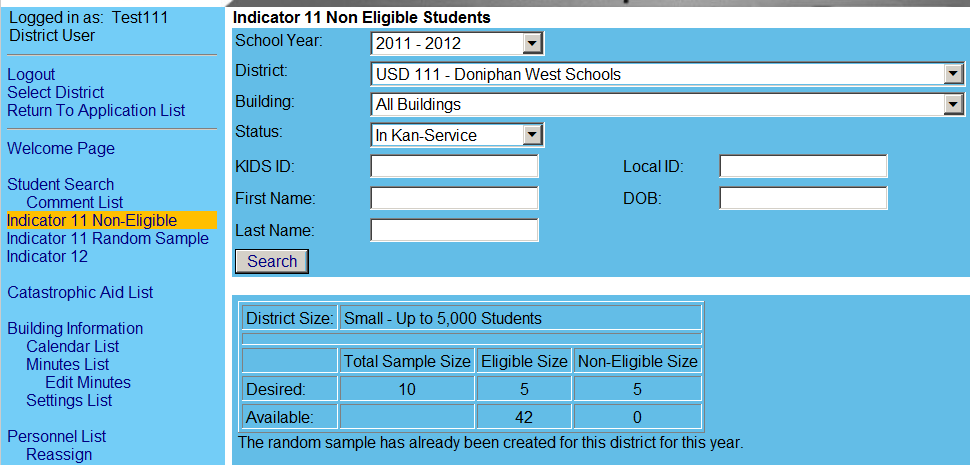 Logged in as: Test111
District User
Logout
Select District
Return To Application List
Welcome Page
Student Search
Comment List
Indicator 11 Non-Eligible
Indicator 11 Random Sample
Indicator 12
Catastrophic Aid List
Building Information
Calendar List
Minutes List
Edit Minutes
Settings List
Personnel List
Reassign
Indicator 11 Non Eligible Students
School Year: 2011 - 2012
District: USD 111 - Doniphan West Schools
Building: All Buildings
Status: In Kan-Service
KIDS ID: Local ID:
First Name: DOB:
Last Name:
Search
District Size: Small - Up to 5,000 Students
Total Sample Size Eligible Size Non-Eligible Size
Desired: 10 5 5
Available: 42 0
The random sample has already been created for this district for this year.